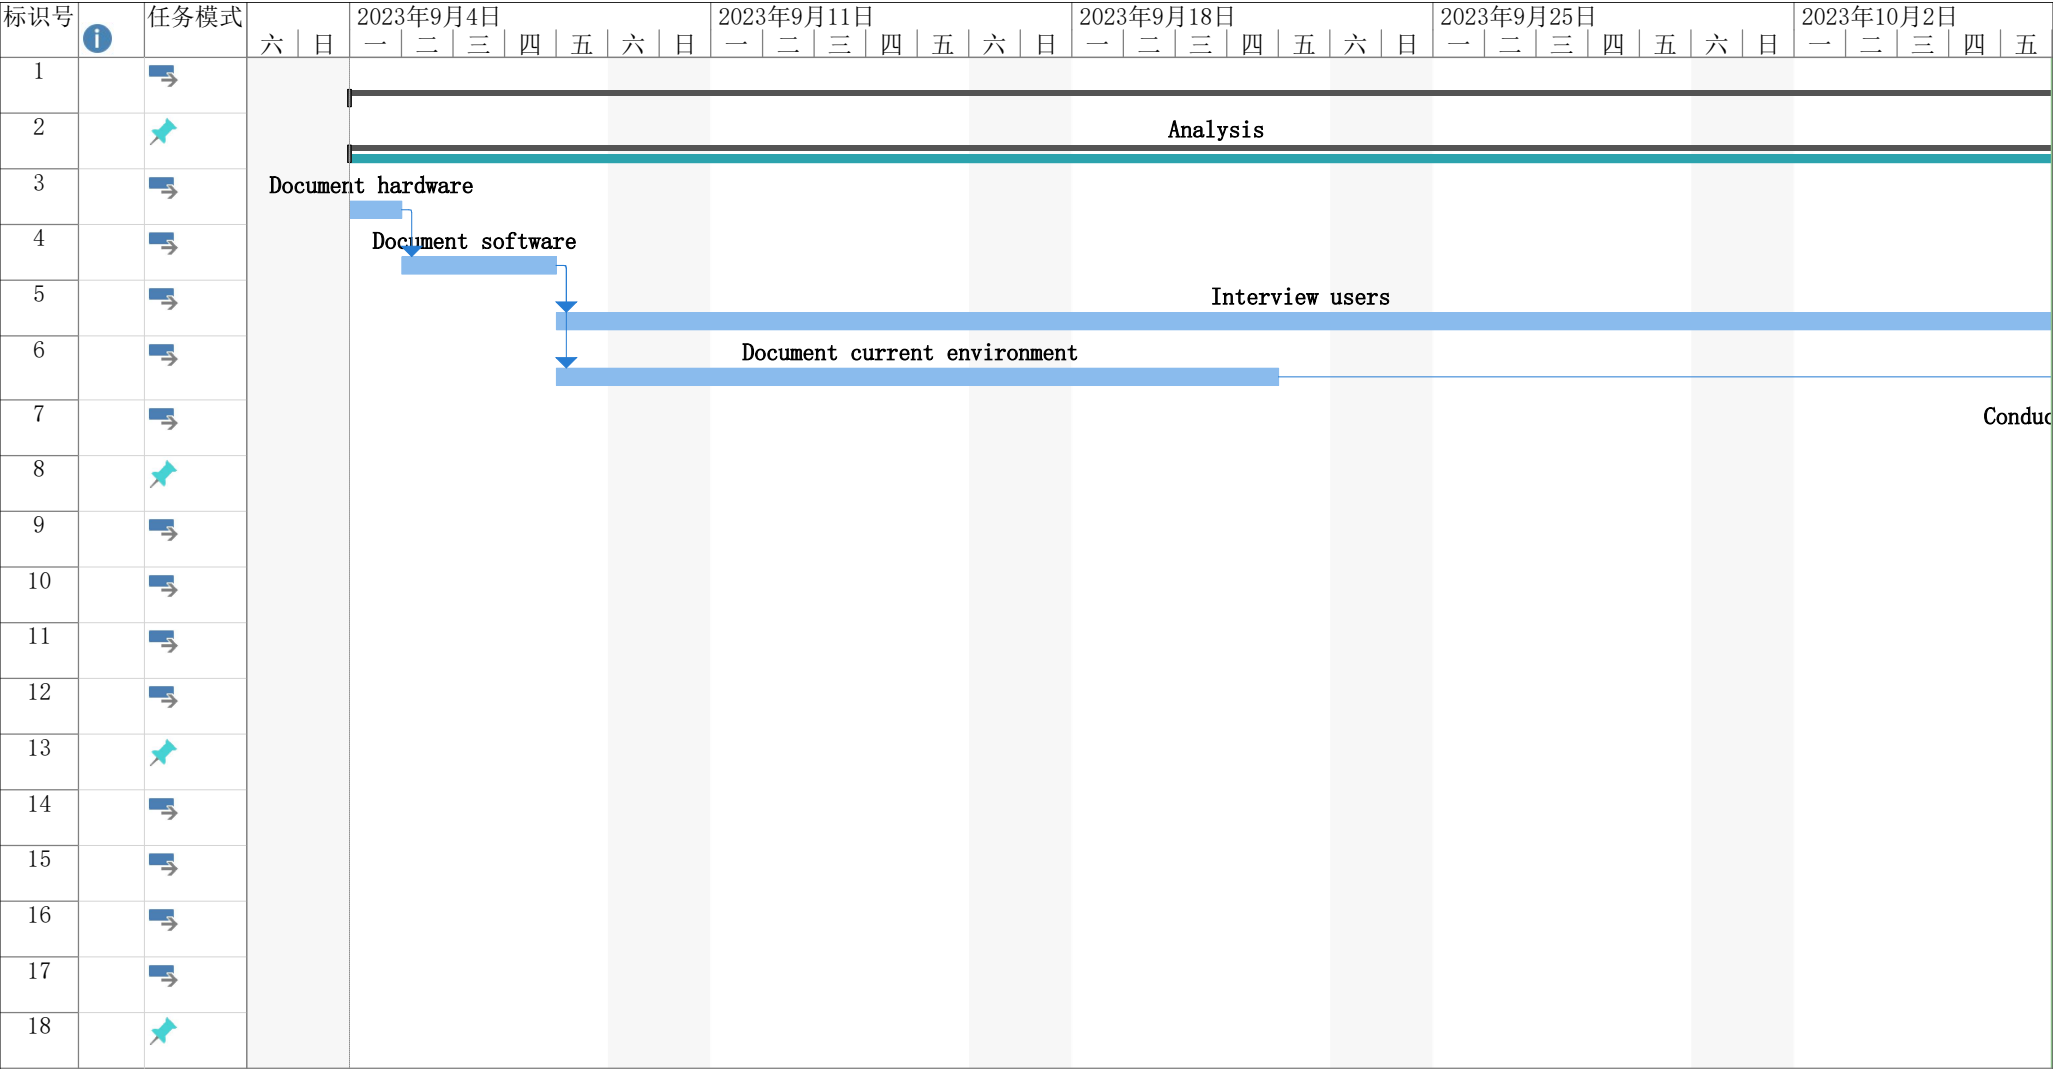 标识号 任务模式 2023年9月4日 2023年9月11日 2023年9月18日 2023年9月25日 2023年10月2日
六 日 一 二 三 四 五 六 日 一 二 三 四 五 六 日 一 二 三 四 五 六 日 一 二 三 四 五 六 日 一 二 三 四 五
1
2 Analysis
3 Document hardware
4 Document software
5 Interview users
6 Document current environment
7 Conduc
8
9
10
11
12
13
14
15
16
17
18